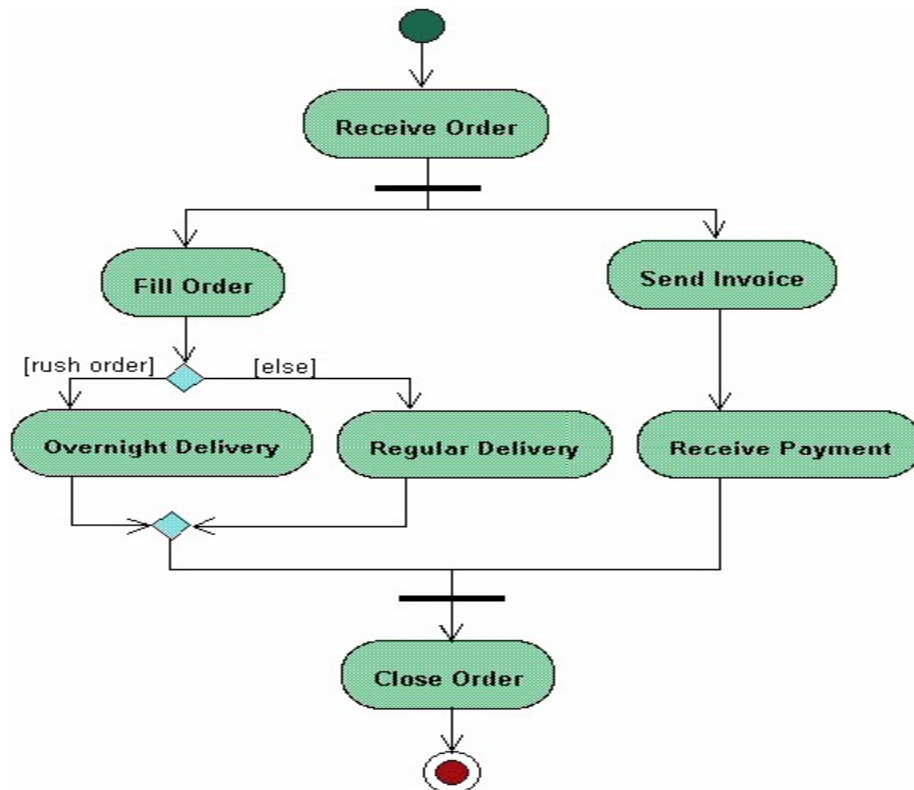 Receive Order
Fill Order
Send Invoice
[rush order]
[else]
Overnight Delivery
Regular Delivery
Receive Payment
Close Order